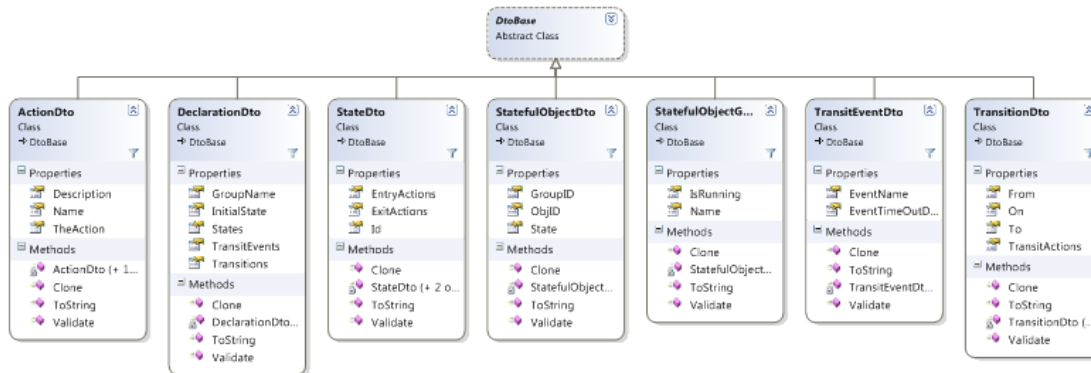 DtoBase
Abstract Class
ActionDto
Class
DtoBase
Properties
Description
Name
TheAction
Methods
ActionDto (+ 1...
Clone
ToString
Validate
DeclarationDto
Class
DtoBase
Properties
GroupName
InitialState
States
TransitEvents
Transitions
Methods
Clone
DeclarationDto...
ToString
Validate
StateDto
Class
DtoBase
Properties
EntryActions
ExitActions
Id
Methods
Clone
StateDto (+ 2 o...
ToString
Validate
StatefulObjectDto
Class
DtoBase
Properties
GroupID
ObjID
State
Methods
Clone
StatefulObject...
ToString
Validate
StatefulObjectG...
Class
DtoBase
Properties
IsRunning
Name
Methods
Clone
StatefulObject...
ToString
Validate
TransitEventDto
Class
DtoBase
Properties
EventName
EventTimeOutD...
Methods
Clone
ToString
TransitEventDt...
Validate
TransitionDto
Class
DtoBase
Properties
From
On
To
TransitActions
Methods
Clone
ToString
TransitionDto (...
Validate